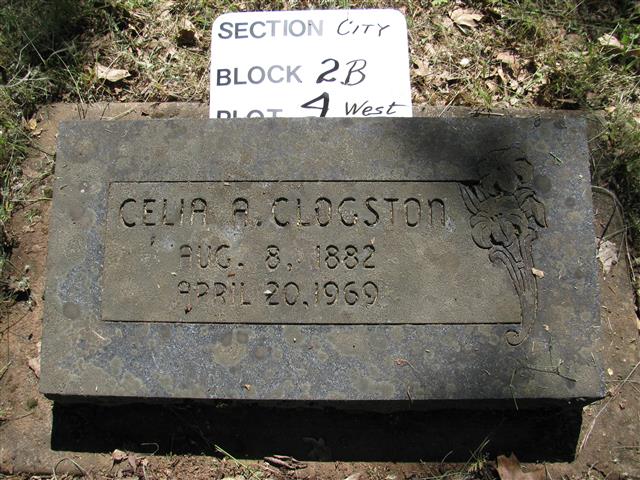 SECTION CITY
BLOCK 2B
PLOT 4 West
CELIA A. CLOGSTON
AUG. 8, 1882
APRIL 20, 1969